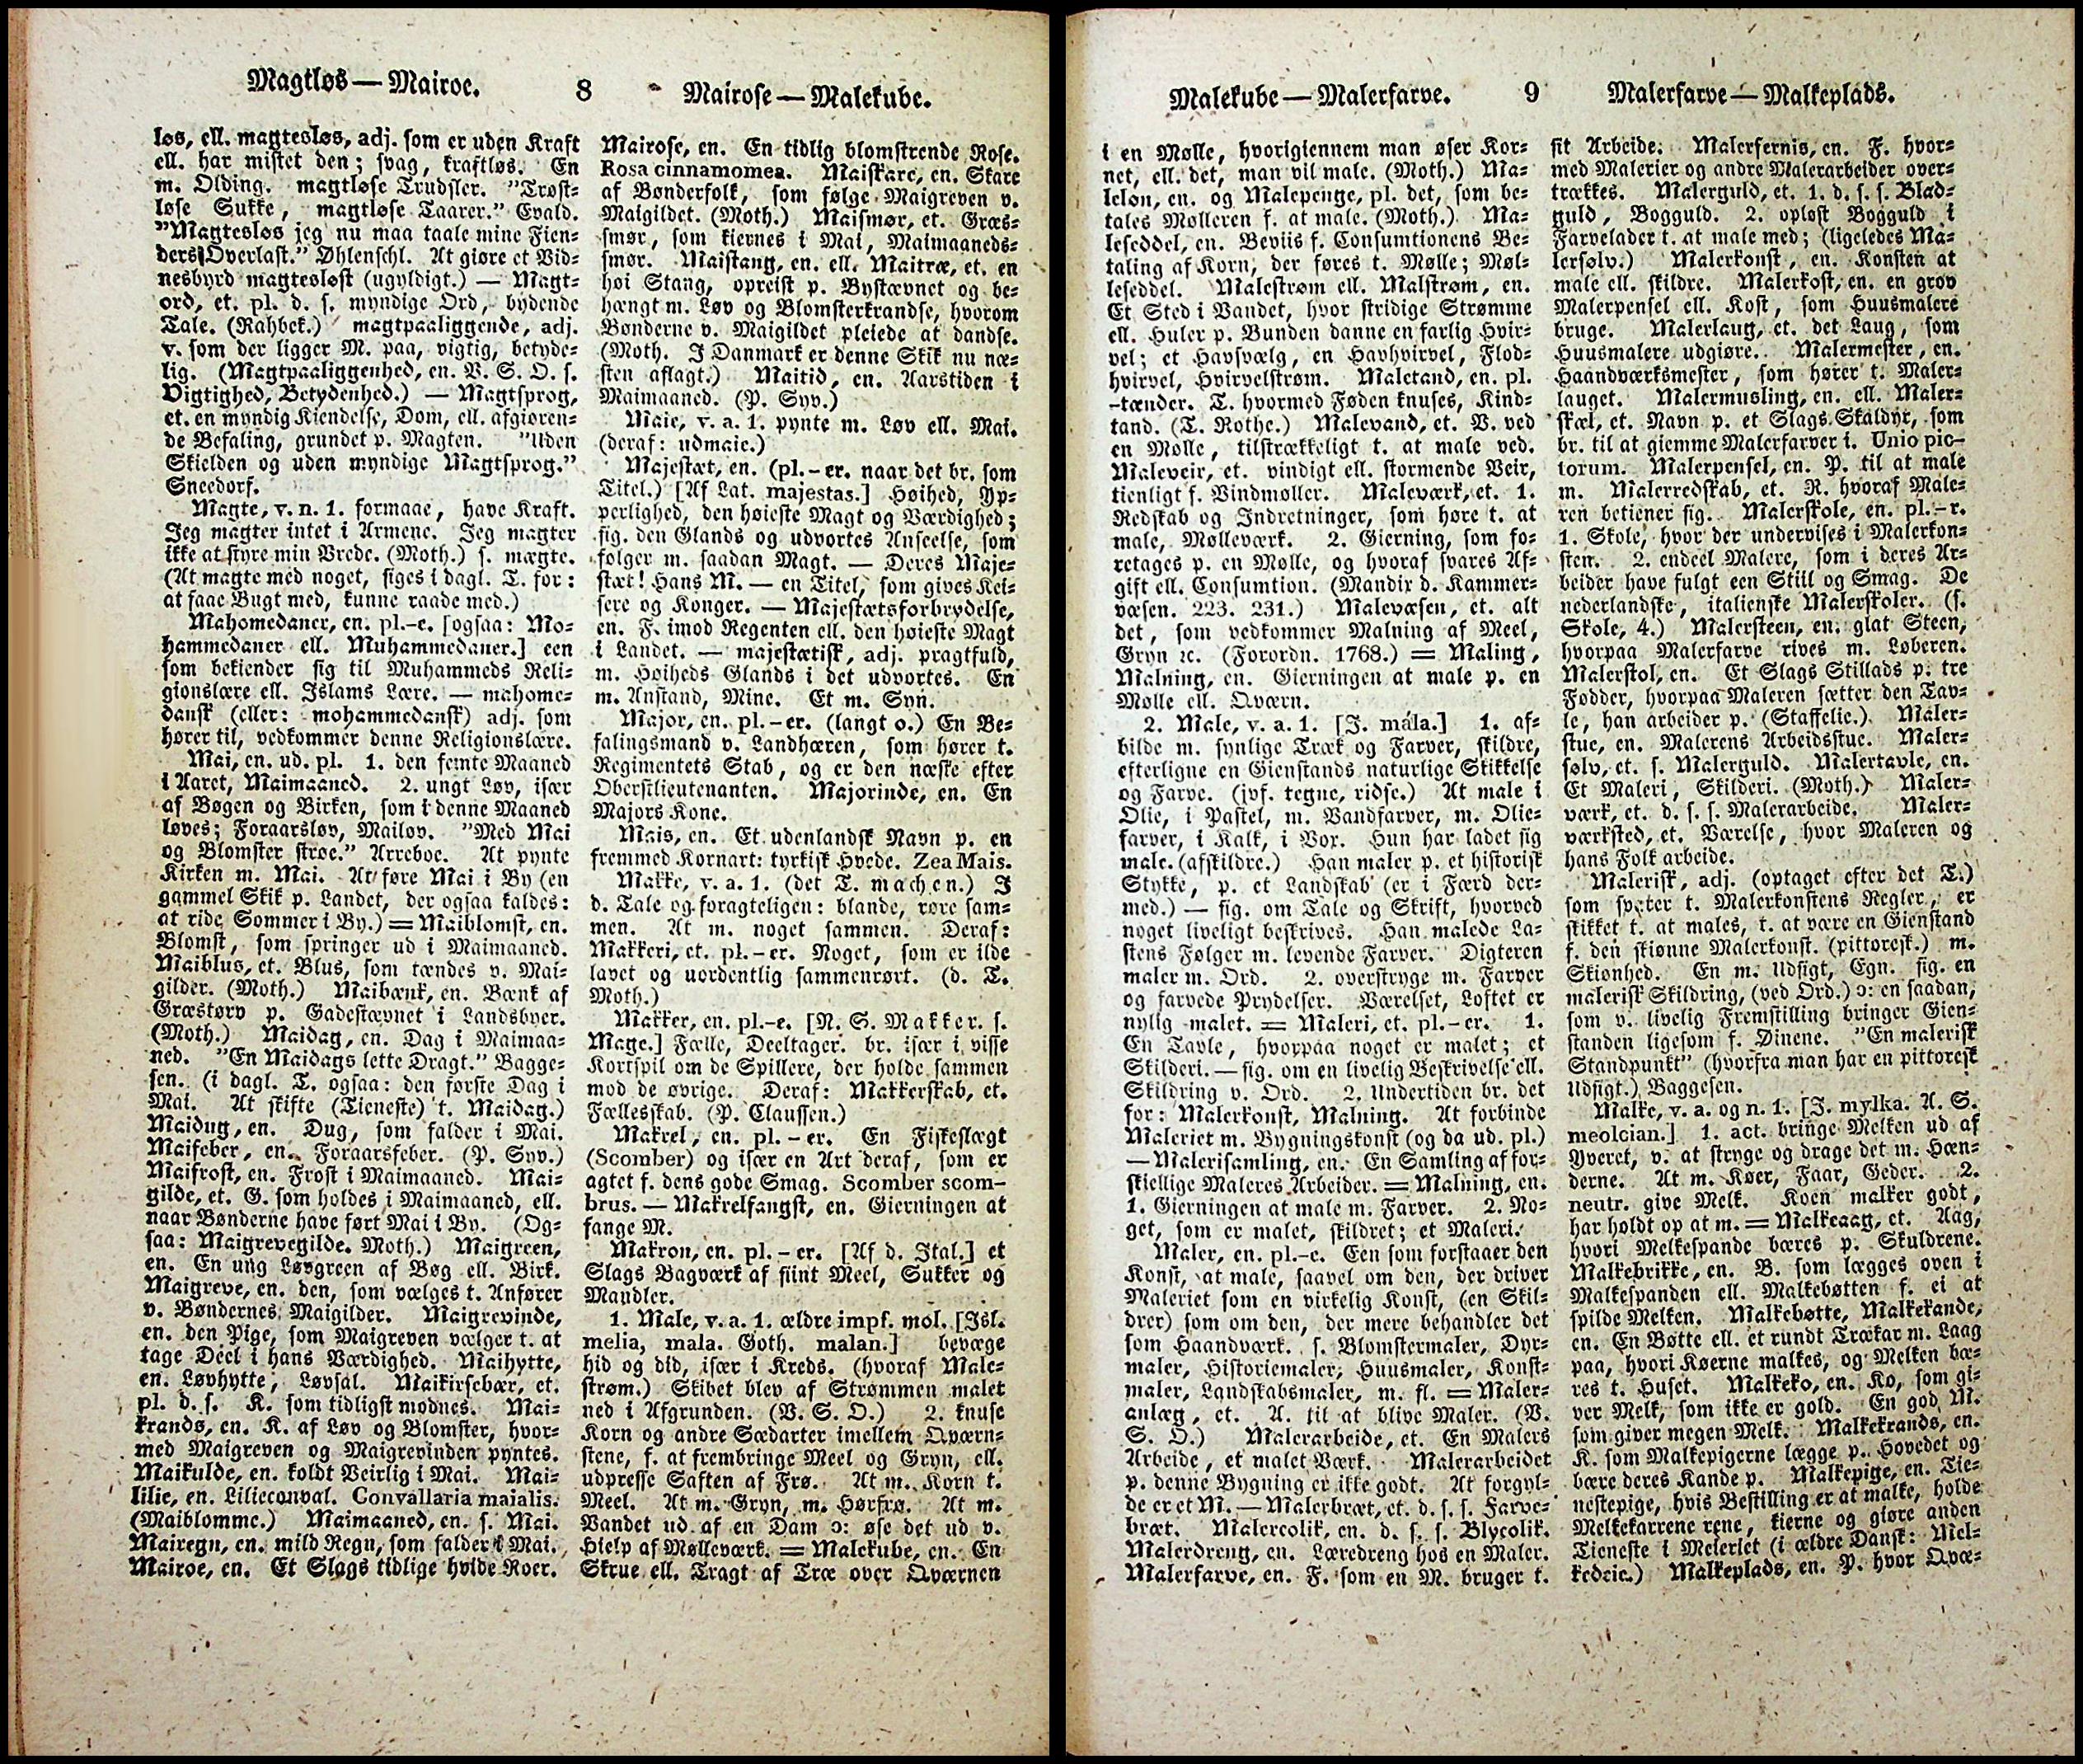 Magtløs — Mairoe.
8
Mairose — Malekube.
løs, ell. magtesløs, adj. som er uden Kraft
ell. har mistet den; svag, kraftløs. En
m. Olding. magtløse Trudsler. "Trøst-
løse Sukke, magtløse Taarer." Evald.
"Magtesløs jeg nu maa taale mine Fien-
ders Overlast." Øhlenschl. At giøre et Vid-
nesbyrd magtesløst (ugyldigt.) — Magt-
ord, et. pl. d. s. myndige Ord, bydende
Tale. (Rahbek.) magtpaaliggende, adj.
v. som der ligger M. paa, vigtig, betyde-
lig. (Magtpaaliggenhed, en. V. S. O. s.
Vigtighed, Betydenhed.) — Magtsprog,
et. en myndig Kiendelse, Dom, ell. afgiøren-
de Befaling, grundet p. Magten. "Uden
Skielden og uden myndige Magtsprog."
Sneedorf.
Magte, v. n. 1. formaae, have Kraft.
Jeg magter intet i Armene. Jeg magter
ikke at styre min Vrede. (Moth.) s. mægte.
(At magte med noget, siges i dagl. T. for:
at faae Bugt med, kunne raade med.)
Mahomedaner, en. pl.-e. [ogsaa: Mo-
hammedaner ell. Muhammedaner.] een
som bekiender sig til Muhammeds Reli-
gionslære ell. Islams Lære. — mahome-
dansk (eller: mohammedansk) adj. som
hører til, vedkommer denne Religionslære.
Mai, en. ud. pl. 1. den femte Maaned
i Aaret, Maimaaned. 2. ungt Løv, især
af Bøgen og Birken, som i denne Maaned
løves; Foraarsløv, Mailøv. "Med Mai
og Blomster strøe." Arreboe. At pynte
Kirken m. Mai. At føre Mai i By (en
gammel Skik p. Landet, der ogsaa kaldes:
at ride Sommer i By.) = Maiblomst, en.
Blomst, som springer ud i Maimaaned.
Maiblus, et. Blus, som tændes v. Mai-
gilder. (Moth.) Maibænk, en. Bænk af
Græstørv p. Gadestævnet i Landsbyer.
(Moth.) Maidag, en. Dag i Maimaa-
ned. "En Maidags lette Dragt." Bagge-
sen. (i dagl. T. ogsaa: den første Dag i
Mai. At skifte (Tieneste) t. Maidag.)
Maidug, en. Dug, som falder i Mai.
Maifeber, en. Foraarsfeber. (P. Syv.)
Maifrost, en. Frost i Maimaaned. Mai-
gilde, et. G. som holdes i Maimaaned, ell.
naar Bønderne have ført Mai i By. (Og-
saa: Maigrevegilde. Moth.) Maigreen,
en. En ung Løvgreen af Bøg ell. Birk.
Maigreve, en. den, som vælges t. Anfører
v. Bøndernes Maigilder. Maigrevinde,
en. den Pige, som Maigreven vælger t. at
tage Deel i hans Værdighed. Maihytte,
en. Løvhytte, Løvsal. Maikirsebær, et.
pl. d. s. K. som tidligst modnes. Mai-
krands, en. K. af Løv og Blomster, hvor-
med Maigreven og Maigrevinden pyntes.
Maikulde, en. koldt Veirlig i Mai. Mai-
lilie, en. Lilieconval. Convallaria maialis.
(Maiblomme.) Maimaaned, en. s. Mai.
Mairegn, en. mild Regn, som falder i Mai.
Mairoe, en. Et Slags tidlige hvide Roer.
Mairose, en. En tidlig blomstrende Rose.
Rosa cinnamomea. Maiskare, en. Skare
af Bønderfolk, som følge Maigreven v.
Maigildet. (Moth.) Maismør, et. Græs-
smør, som kiernes i Mai, Maimaaneds-
smør. Maistang, en. ell. Maitræ, et. en
høi Stang, opreist p. Bystævnet og be-
hængt m. Løv og Blomsterkrandse, hvorom
Bønderne v. Maigildet pleiede at dandse.
(Moth. I Danmark er denne Skik nu næ-
sten aflagt.) Maitid, en. Aarstiden i
Maimaaned. (P. Syv.)
Maie, v. a. 1. pynte m. Løv ell. Mai.
(deraf: udmaie.)
Majestæt, en. (pl.-er. naar det br. som
Titel.) [Af Lat. majestas.] Høihed, Yp-
perlighed, den høieste Magt og Værdighed;
fig. den Glands og udvortes Anseelse, som
følger m. saadan Magt. — Deres Maje-
stæt! Hans M. — en Titel, som gives Kei-
sere og Konger. — Majestætsforbrydelse,
en. F. imod Regenten ell. den høieste Magt
i Landet. — majestætisk, adj. pragtfuld,
m. Høiheds Glands i det udvortes. En
m. Anstand, Mine. Et m. Syn.
Major, en. pl.-er. (langt o.) En Be-
falingsmand v. Landhæren, som hører t.
Regimentets Stab, og er den næste efter
Oberstlieutenanten. Majorinde, en. En
Majors Kone.
Mais, en. Et udenlandsk Navn p. en
fremmed Kornart: tyrkisk Hvede. Zea Mais.
Makke, v. a. 1. (det T. machen.) I
d. Tale og foragteligen: blande, røre sam-
men. At m. noget sammen. Deraf:
Makkeri, et. pl.-er. Noget, som er ilde
lavet og uordentlig sammenrørt. (d. T.
Moth.)
Makker, en. pl.-e. [N. S. Makker. s.
Mage.] Fælle, Deeltager. br. især i visse
Kortspil om de Spillere, der holde sammen
mod de øvrige. Deraf: Makkerskab, et.
Fællesskab. (P. Claussen.)
Makrel, en. pl.-er. En Fiskeslægt
(Scomber) og især en Art deraf, som er
agtet f. dens gode Smag. Scomber scom-
brus. — Makrelfangst, en. Gierningen at
fange M.
Makron, en. pl.-er. [Af d. Ital.] et
Slags Bagværk af fiint Meel, Sukker og
Mandler.
1. Male, v. a. 1. ældre impf. mol. [Isl.
melia, mala. Goth. malan.] bevæge
hid og did, især i Kreds. (hvoraf Male-
strøm.) Skibet blev af Strømmen malet
ned i Afgrunden. (V. S. O.) 2. knuse
Korn og andre Sædarter imellem Qværn-
stene, f. at frembringe Meel og Gryn, ell.
udpresse Saften af Frø. At m. Korn t.
Meel. At m. Gryn, m. Hørfrø. At m.
Vandet ud af en Dam ɔ: øse det ud v.
Hielp af Mølleværk. = Malekube, en. En
Skrue ell. Tragt af Træ over Qværnen
Malekube — Malerfarve.
9
Malerfarve — Malkeplads.
i en Mølle, hvorigiennem man øser Kor-
net, ell. det, man vil male. (Moth.) Ma-
leløn, en. og Malepenge, pl. det, som be-
tales Mølleren f. at male. (Moth.) Ma-
leseddel, en. Beviis f. Consumtionens Be-
taling af Korn, der føres t. Mølle; Møl-
leseddel. Malestrøm ell. Malstrøm, en.
Et Sted i Vandet, hvor stridige Strømme
ell. Huler p. Bunden danne en farlig Hvir-
vel; et Havsvælg, en Havhvirvel, Flod-
hvirvel, Hvirvelstrøm. Maletand, en. pl.
-tænder. T. hvormed Føden knuses, Kind-
tand. (T. Rothe.) Malevand, et. V. ved
en Mølle, tilstrækkeligt t. at male ved.
Maleveir, et. vindigt ell. stormende Veir,
tienligt f. Vindmøller. Maleværk, et. 1.
Redskab og Indretninger, som høre t. at
male, Mølleværk. 2. Gierning, som fo-
retages p. en Mølle, og hvoraf svares Af-
gift ell. Consumtion. (Mandix d. Kammer-
væsen. 223. 231.) Malevæsen, et. alt
det, som vedkommer Malning af Meel,
Gryn ꝛc. (Forordn. 1768.) = Maling,
Malning, en. Gierningen at male p. en
Mølle ell. Qværn.
2. Male, v. a. 1. [I. mála.] 1. af-
bilde m. synlige Træk og Farver, skildre,
efterligne en Gienstands naturlige Skikkelse
og Farve. (jvf. tegne, ridse.) At male i
Olie, i Pastel, m. Vandfarver, m. Olie-
farver, i Kalk, i Vox. Hun har ladet sig
male. (afskildre.) Han maler p. et historisk
Stykke, p. et Landskab (er i Færd der-
med.) — fig. om Tale og Skrift, hvorved
noget liveligt beskrives. Han malede La-
stens Følger m. levende Farver. Digteren
maler m. Ord. 2. overstryge m. Farver
og farvede Prydelser. Værelset, Loftet er
nylig malet. = Maleri, et. pl.-er. 1.
En Tavle, hvorpaa noget er malet; et
Skilderi. — fig. om en livelig Beskrivelse ell.
Skildring v. Ord. 2. Undertiden br. det
for: Malerkonst, Malning. At forbinde
Maleriet m. Bygningskonst (og da ud. pl.)
— Malerisamling, en. En Samling af for-
skiellige Maleres Arbeider. = Malning, en.
1. Gierningen at male m. Farver. 2. No-
get, som er malet, skildret; et Maleri.
Maler, en. pl.-e. Een som forstaaer den
Konst, at male, saavel om den, der driver
Maleriet som en virkelig Konst, (en Skil-
drer) som om den, der mere behandler det
som Haandværk. s. Blomstermaler, Dyr-
maler, Historiemaler, Huusmaler, Konst-
maler, Landskabsmaler, m. fl. = Maler-
anlæg, et. A. til at blive Maler. (V.
S. O.) Malerarbeide, et. En Malers
Arbeide, et malet Værk. Malerarbeidet
p. denne Bygning er ikke godt. At forgyl-
de er et M. — Malerbræt, et. d. s. s. Farve-
bræt. Malercolik, en. d. s. s. Blycolik.
Malerdreng, en. Læredreng hos en Maler.
Malerfarve, en. F. som en M. bruger t.
sit Arbeide. Malerfernis, en. F. hvor-
med Malerier og andre Malerarbeider over-
trækkes. Malerguld, et. 1. d. s. s. Blad-
guld, Bogguld. 2. opløst Bogguld i
Farvelader t. at male med; (ligeledes Ma-
lersølv.) Malerkonst, en. Konsten at
male ell. skildre. Malerkost, en. en grov
Malerpensel ell. Kost, som Huusmalere
bruge. Malerlaug, et. det Laug, som
Huusmalere udgiøre. Malermester, en.
Haandværksmester, som hører t. Maler-
lauget. Malermusling, en. ell. Maler-
skæl, et. Navn p. et Slags Skaldyr, som
br. til at giemme Malerfarver i. Unio pic-
torum. Malerpensel, en. P. til at male
m. Malerredskab, et. R. hvoraf Male-
ren betiener sig. Malerskole, en. pl.-r.
1. Skole, hvor der undervises i Malerkon-
sten. 2. endeel Malere, som i deres Ar-
beider have fulgt een Stiil og Smag. De
nederlandske, italienske Malerskoler. (s.
Skole, 4.) Malersteen, en. glat Steen,
hvorpaa Malerfarve rives m. Løberen.
Malerstol, en. Et Slags Stillads p. tre
Fødder, hvorpaa Maleren sætter den Tav-
le, han arbeider p. (Staffelie.) Maler-
stue, en. Malerens Arbeidsstue. Maler-
sølv, et. s. Malerguld. Malertavle, en.
Et Maleri, Skilderi. (Moth.) Maler-
værk, et. d. s. s. Malerarbeide. Maler-
værksted, et. Værelse, hvor Maleren og
hans Folk arbeide.
Malerisk, adj. (optaget efter det T.)
som svarer t. Malerkonstens Regler, er
skikket t. at males, t. at være en Gienstand
f. den skiønne Malerkonst. (pittoresk.) m.
Skiønhed. En m. Udsigt, Egn. fig. en
malerisk Skildring, (ved Ord.) ɔ: en saadan,
som v. livelig Fremstilling bringer Gien-
standen ligesom f. Øinene. "En malerisk
Standpunkt" (hvorfra man har en pittoresk
Udsigt.) Baggesen.
Malke, v. a. og n. 1. [I. mylka. A. S.
meolcian.] 1. act. bringe Melken ud af
Yveret, v. at stryge og drage det m. Hæn-
derne. At m. Køer, Faar, Geder. 2.
neutr. give Melk. Koen malker godt,
har holdt op at m. = Malkeaag, et. Aag,
hvori Melkespande bæres p. Skuldrene.
Malkebrikke, en. B. som lægges oven i
Malkespanden ell. Malkebøtten f. ei at
spilde Melken. Malkebøtte, Malkekande,
en. En Bøtte ell. et rundt Trækar m. Laag
paa, hvori Køerne malkes, og Melken bæ-
res t. Huset. Malkeko, en. Ko, som gi-
ver Melk, som ikke er gold. En god M.
som giver megen Melk. Malkekrands, en.
K. som Malkepigerne lægge p. Hovedet og
bære deres Kande p. Malkepige, en. Tie-
nestepige, hvis Bestilling er at malke, holde
Melkekarrene rene, kierne og giøre anden
Tieneste i Meieriet (i ældre Dansk: Mel-
kedeie.) Malkeplads, en. P. hvor Qvæ-